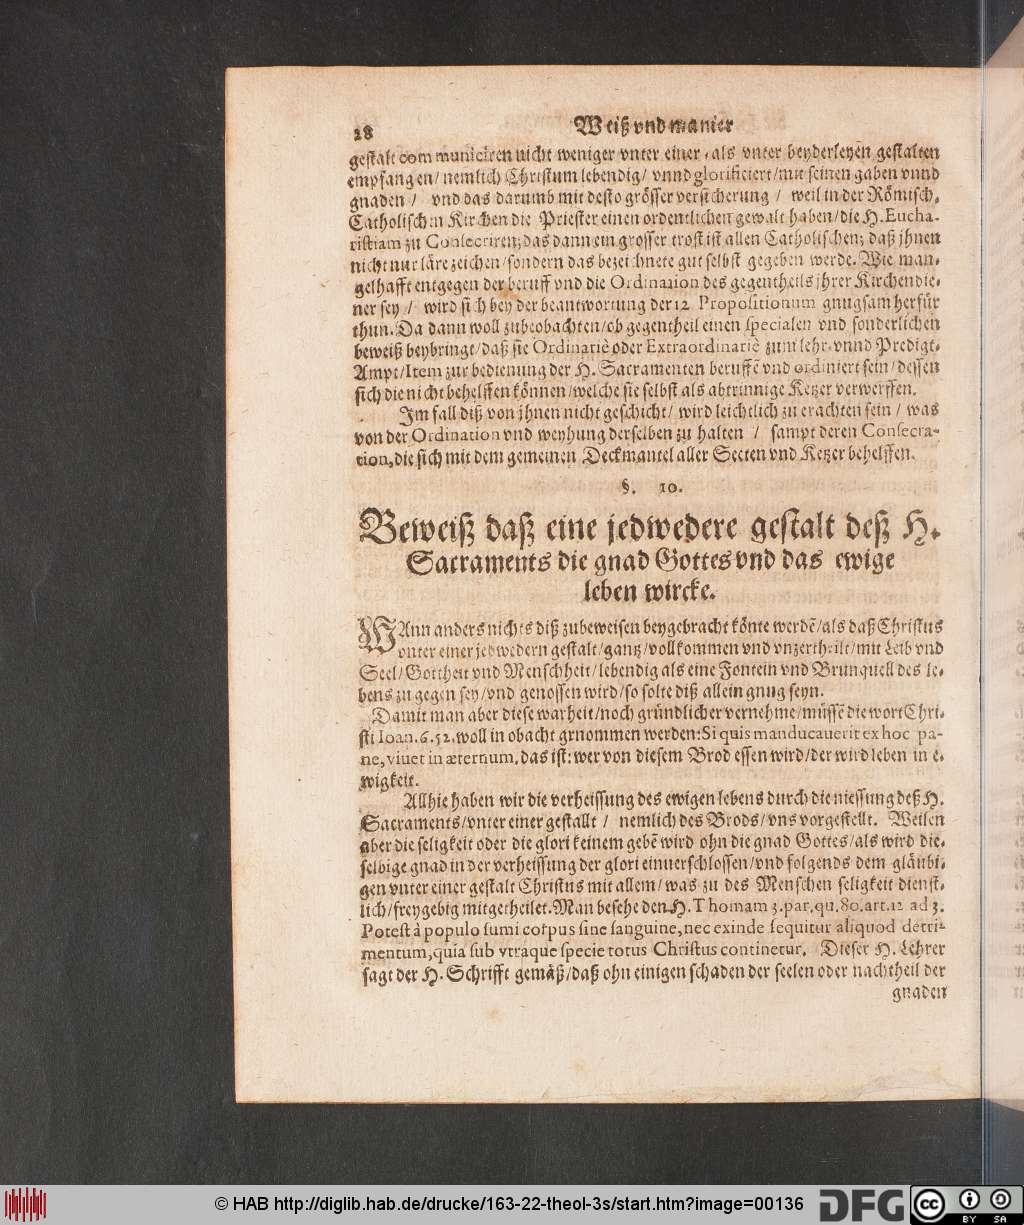 28 Weiß vnd manier
gestalt communiciren nicht weniger vnter einer, als vnter beyderleyen gestalten
empfangen/ nemlich Christum lebendig/ vnnd glorificiert/ mit seinen gaben vnnd
gnaden / vnd das darumb mit desto grösser versicherung / weil in der Römisch,
Catholischen Kirchen die Priester einen ordentlichen gewalt haben/ die H. Eucha-
ristiam zu Consecriren; das dann ein grosser trost ist allen Catholischen; daß jhnen
nicht nur läre zeichen/ sondern das bezeichnete gut selbst gegeben werde. Wie man-
gelhafft entgegen der beruff vnd die Ordination des gegentheils jhrer Kirchendie-
ner sey / wird sich bey der beantwortung der 12 Propositionum gnugsam herfür
thun. Da dann woll zubeobachten/ ob gegentheil einen specialen vnd sonderlichen
beweiß beybringt/ daß sie Ordinariè oder Extraordinariè zum lehr- vnnd Predigt-
Ampt/ Item zur bedienung der H. Sacramenten beruffē vnd ordiniert sein/ dessen
sich die nicht behelffen können/ welche sie selbst als abtrinnige Ketzer verwerffen.
Im fall diß von jhnen nicht geschicht/ wird leichtlich zu erachten sein / was
von der Ordination vnd weyhung derselben zu halten / sampt deren Consecra-
tion, die sich mit dem gemeinen Deckmantel aller Secten vnd Ketzer behelffen.
§. 10.
Beweiß daß eine jedwedere gestalt deß H.
Sacraments die gnad Gottes vnd das ewige
leben wircke.
WAnn anders nichts diß zubeweisen beygebracht könte werdē/ als daß Christus
vnter einer jedwedern gestalt/ gantz/ vollkommen vnd vnzertheilt/ mit Leib vnd
Seel/ Gottheit vnd Menschheit/ lebendig als eine Fontein vnd Brunquell des le-
bens zu gegen sey/ vnd genossen wird/ so solte diß allein gnug seyn.
Damit man aber diese warheit/ noch gründlicher vernehme/ müssē die wort Chri-
sti Ioan. 6. 52. woll in obacht grnommen werden: Si quis manducauerit ex hoc pa-
ne, viuet in æternum. das ist: wer von diesem Brod essen wird/ der wird leben in e-
wigkeit.
Allhie haben wir die verheissung des ewigen lebens durch die niessung deß H.
Sacraments/ vnter einer gestallt / nemlich des Brods/ vns vorgestellt. Weilen
aber die seligkeit oder die glori keinem gebē wird ohn die gnad Gottes/ als wird die-
selbige gnad in der verheissung der glori einuerschlossen/ vnd folgends dem gläubi-
gen vnter einer gestalt Christus mit allem/ was zu des Menschen seligkeit dienst-
lich/ freygebig mitgetheilet. Man besehe den H. Thomam 3. par. qu. 80. art. 12 ad 3.
Potest à populo sumi corpus sine sanguine, nec exinde sequitur aliquod detri-
mentum, quia sub vtraque specie totus Christus continetur. Dieser H. Lehrer
sagt der H. Schrifft gemäß/ daß ohn einigen schaden der seelen oder nachtheil der
gnaden
© HAB http://diglib.hab.de/drucke/163-22-theol-3s/start.htm?image=00136
DFG
cc BY SA